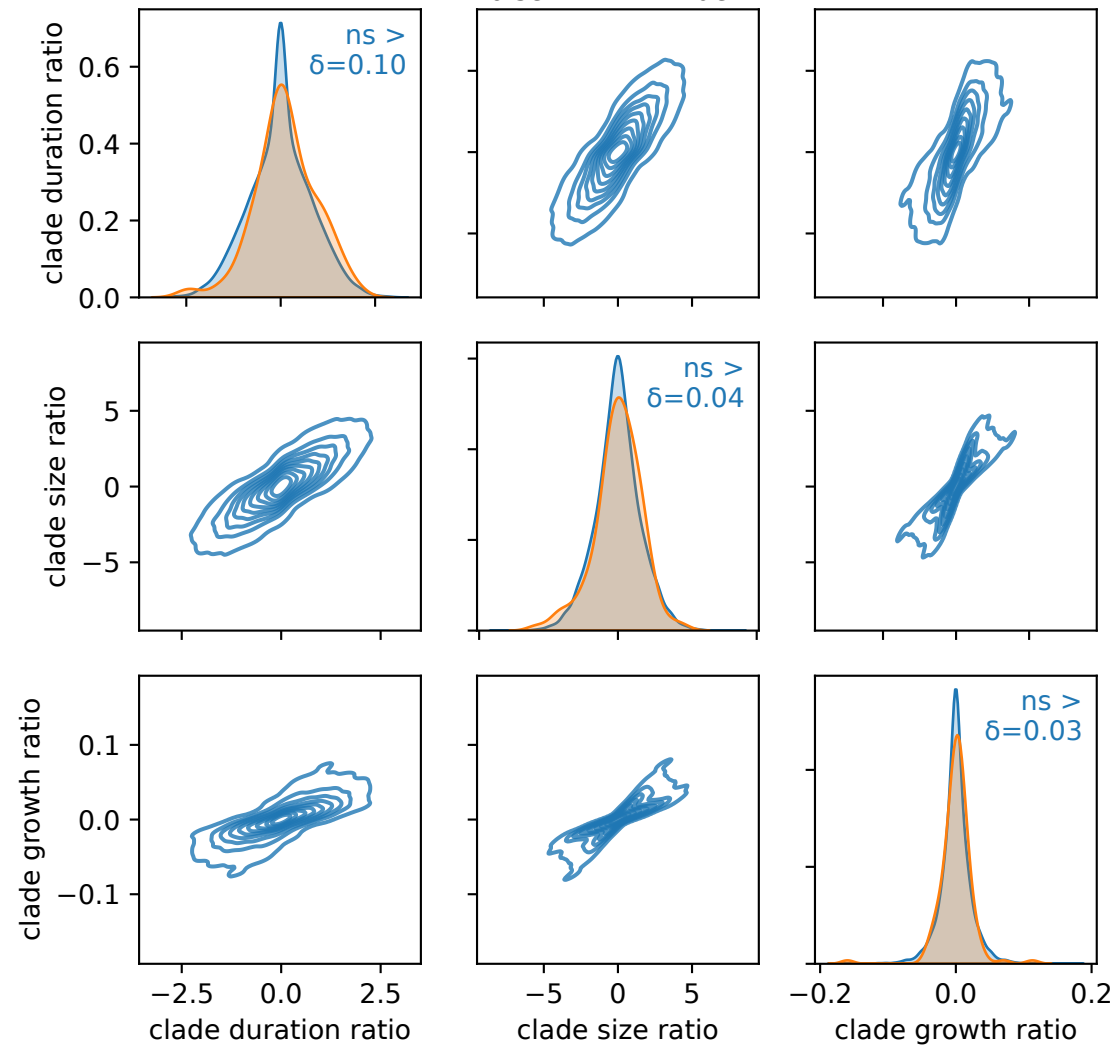 clade duration ratio
0.6
0.4
0.2
0.0
ns >
δ=0.10
clade size ratio
5
0
−5
ns >
δ=0.04
clade growth ratio
0.1
0.0
−0.1
ns >
δ=0.03
−2.5 0.0 2.5
−5 0 5
−0.2 0.0 0.2
clade duration ratio
clade size ratio
clade growth ratio